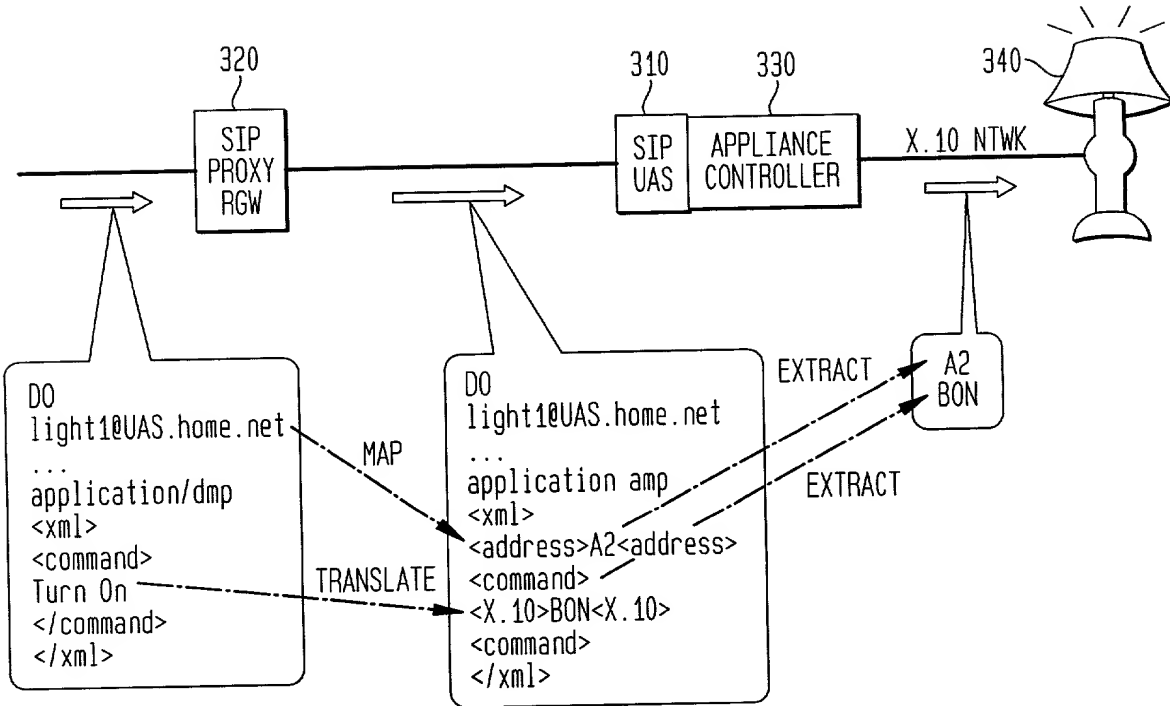 320
310
330
340
SIP
PROXY
RGW
SIP
UAS
APPLIANCE
CONTROLLER
X.10 NTWK
DO
light1@UAS.home.net
...
application/dmp
<xml>
<command>
Turn On
</command>
</xml>
MAP
TRANSLATE
DO
light1@UAS.home.net
...
application amp
<xml>
<address>A2<address>
<command>
<X.10>BON<X.10>
<command>
</xml>
EXTRACT
EXTRACT
A2
BON